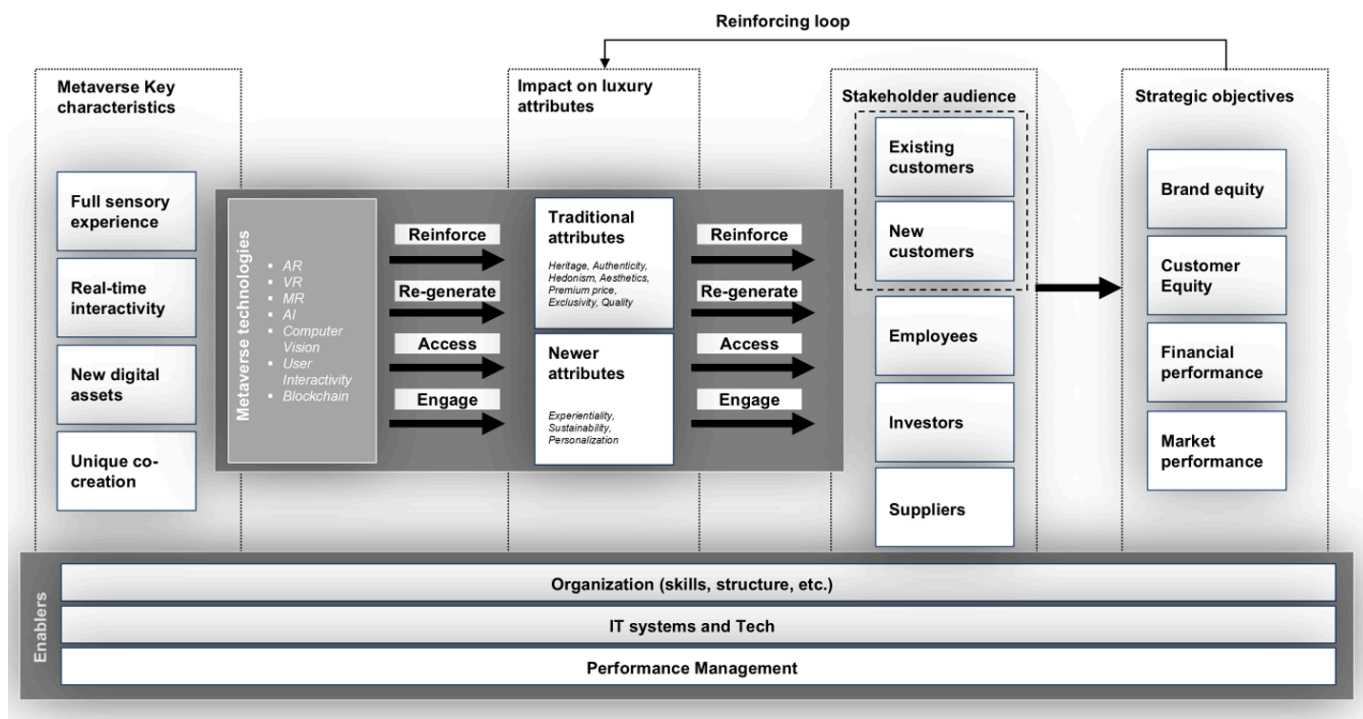 Reinforcing loop
Metaverse Key
characteristics
Full sensory
experience
Real-time
interactivity
New digital
assets
Unique co-
creation
Metaverse technologies
▪ AR
▪ VR
▪ MR
▪ AI
▪ Computer
Vision
▪ User
Interactivity
▪ Blockchain
Reinforce
Re-generate
Access
Engage
Impact on luxury
attributes
Traditional
attributes
Heritage, Authenticity,
Hedonism, Aesthetics,
Premium price,
Exclusivity, Quality
Newer
attributes
Experientiality,
Sustainability,
Personalization
Reinforce
Re-generate
Access
Engage
Stakeholder audience
Existing
customers
New
customers
Employees
Investors
Suppliers
Strategic objectives
Brand equity
Customer
Equity
Financial
performance
Market
performance
Enablers
Organization (skills, structure, etc.)
IT systems and Tech
Performance Management